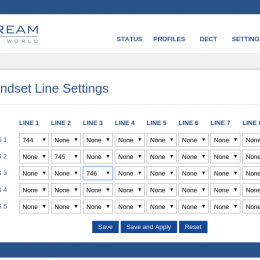 REAM
WORLD
STATUS PROFILES DECT SETTING
ndset Line Settings
LINE 1 LINE 2 LINE 3 LINE 4 LINE 5 LINE 6 LINE 7 LINE
S 1 744 None None None None None None None
S 2 None 745 None None None None None None
S 3 None None 746 None None None None None
S 4 None None None None None None None None
S 5 None None None None None None None None
Save Save and Apply Reset